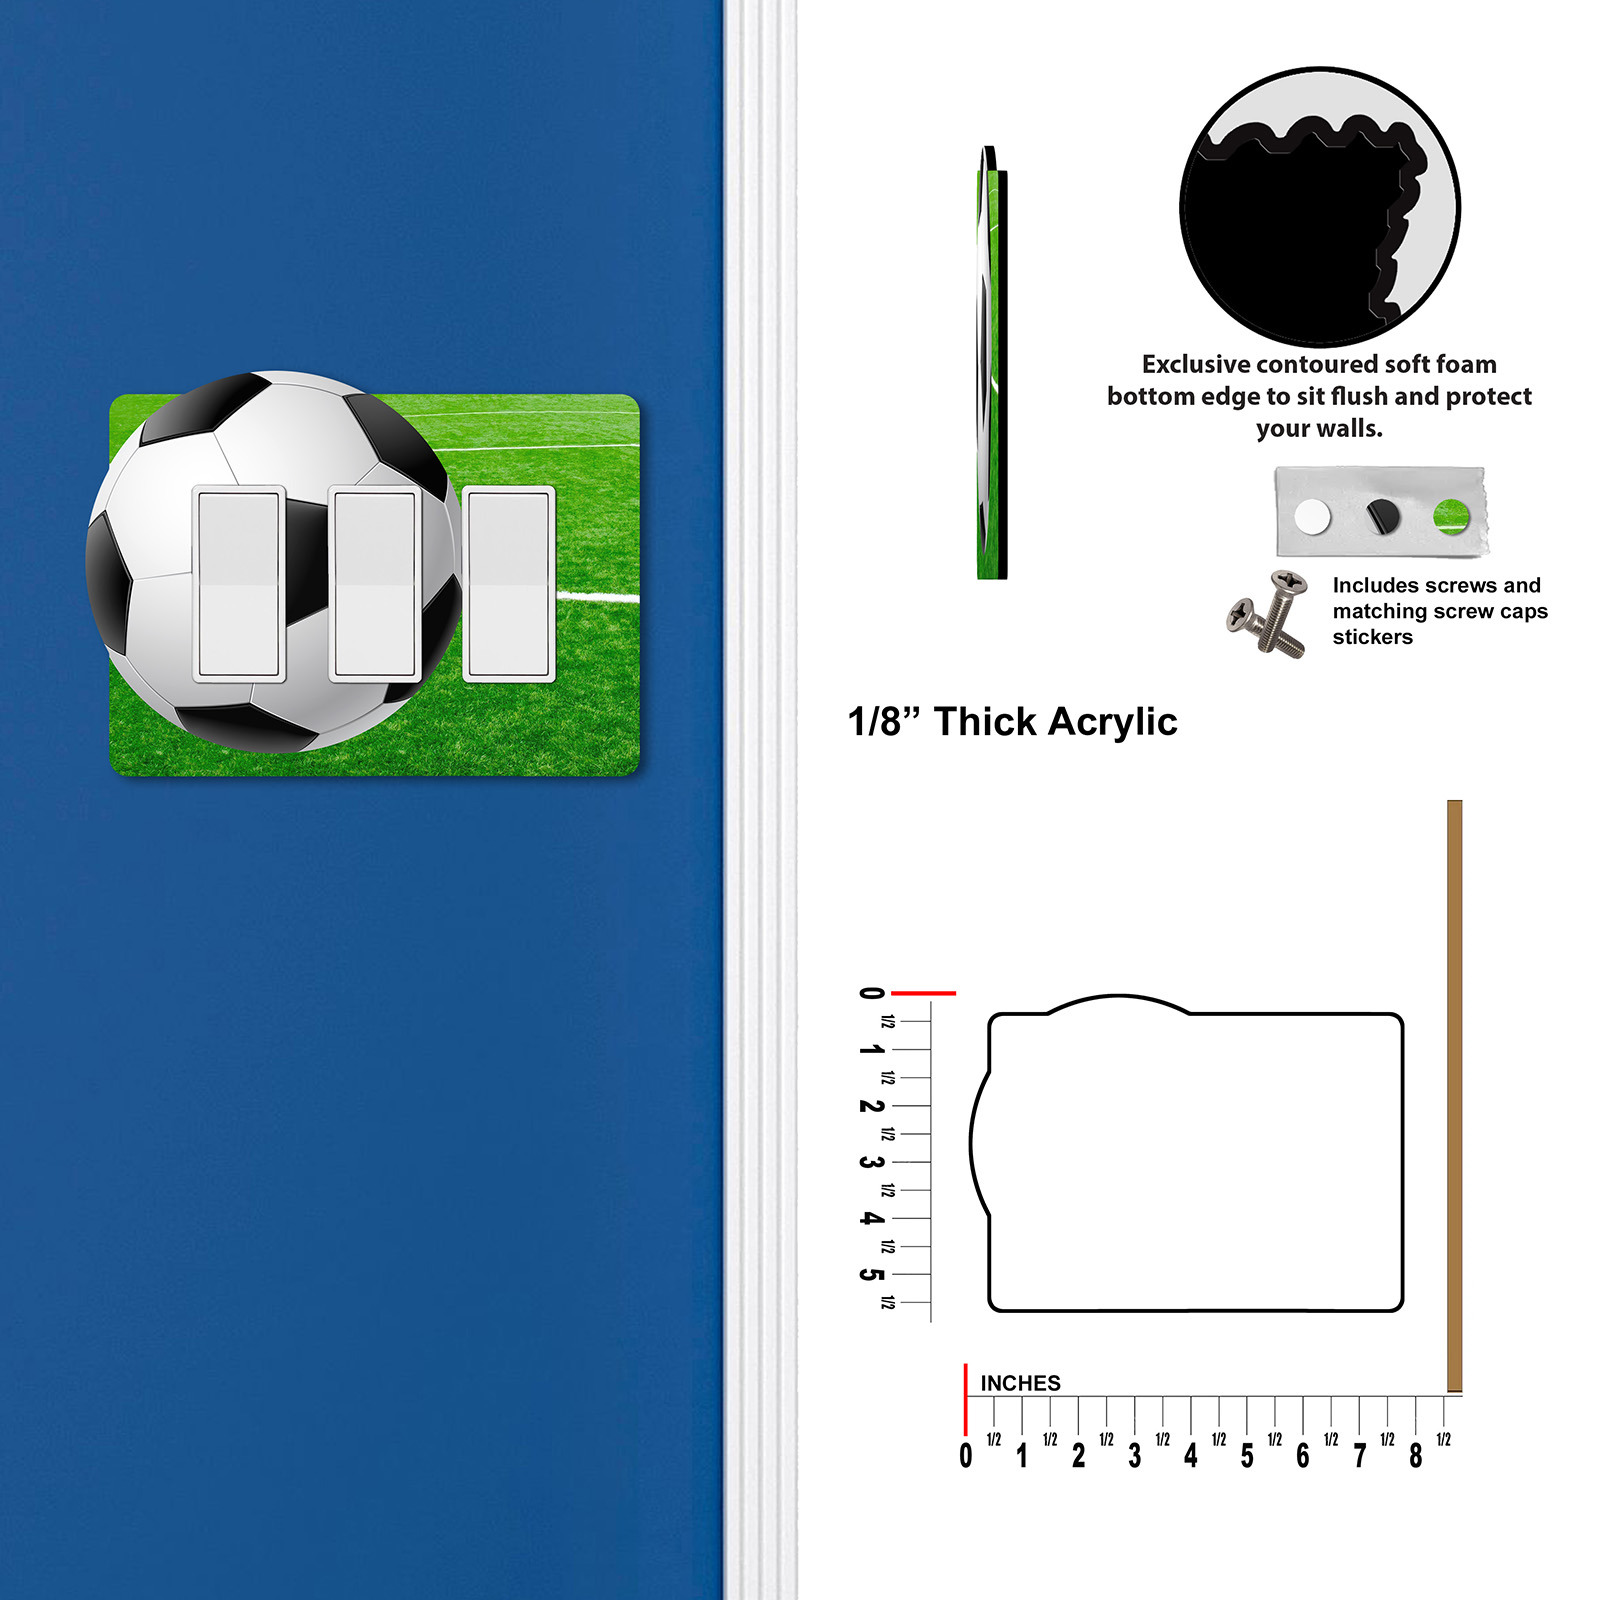 Exclusive contoured soft foam
bottom edge to sit flush and protect
your walls.
Includes screws and
matching screw caps
stickers
1/8” Thick Acrylic
0
1/2
1
1/2
2
1/2
3
1/2
4
1/2
5
1/2
INCHES
0 1/2 1 1/2 2 1/2 3 1/2 4 1/2 5 1/2 6 1/2 7 1/2 8 1/2